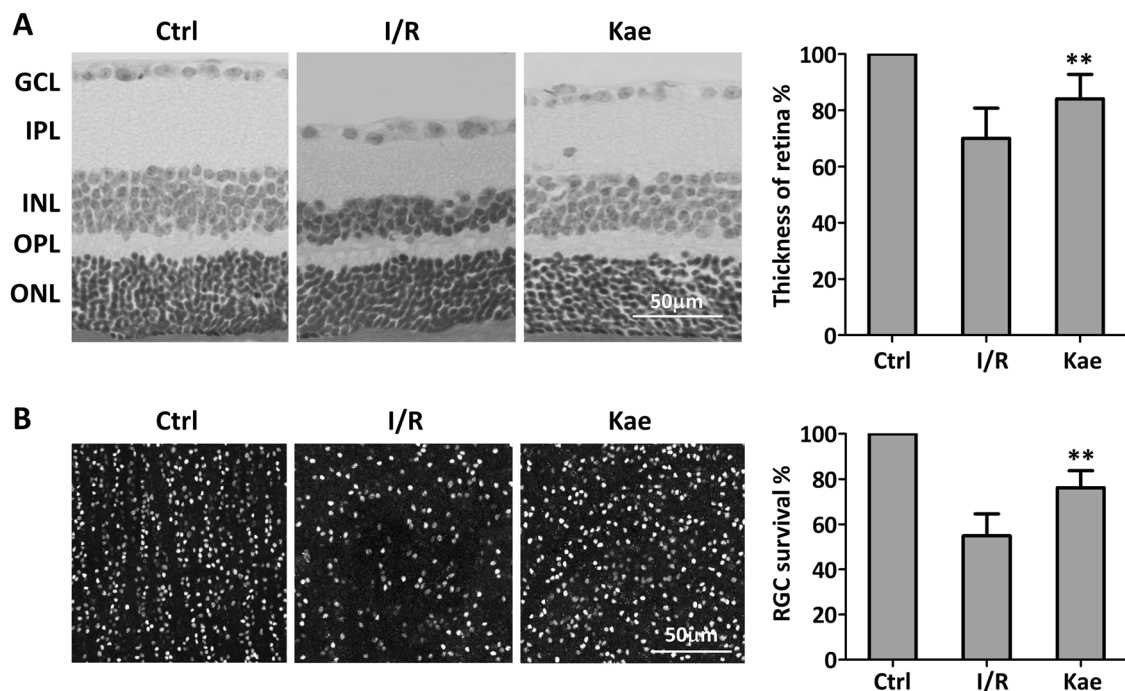 A
Ctrl
I/R
Kae
GCL
IPL
INL
OPL
ONL
50μm
Thickness of retina %
100
80
60
40
20
0
**
Ctrl
I/R
Kae
B
Ctrl
I/R
Kae
50μm
RGC survival %
100
80
60
40
20
0
**
Ctrl
I/R
Kae